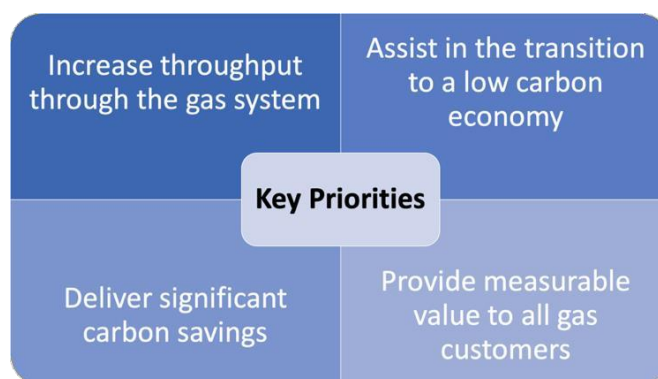 Increase throughput
through the gas system
Assist in the transition
to a low carbon
economy
Key Priorities
Deliver significant
carbon savings
Provide measurable
value to all gas
customers